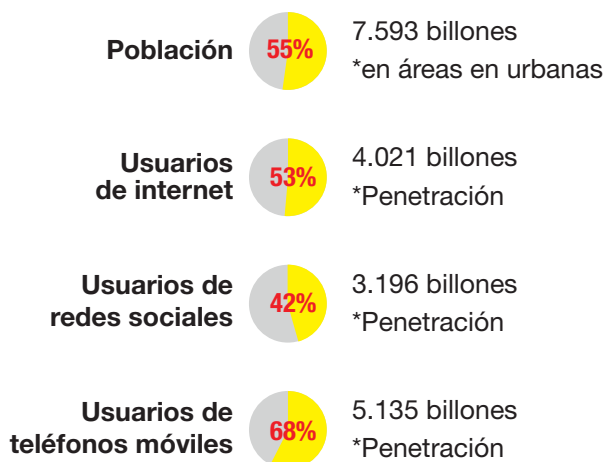 Población
55%
7.593 billones
*en áreas en urbanas
Usuarios
de internet
53%
4.021 billones
*Penetración
Usuarios de
redes sociales
42%
3.196 billones
*Penetración
Usuarios de
teléfonos móviles
68%
5.135 billones
*Penetración